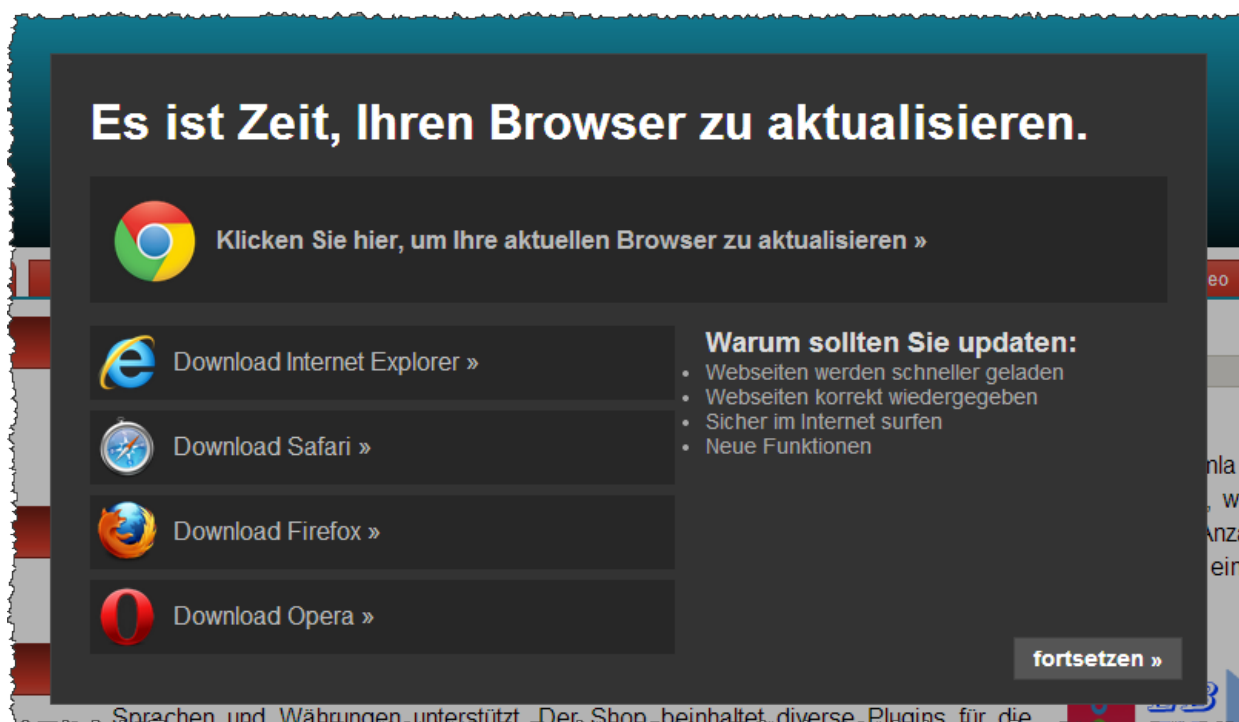 Es ist Zeit, Ihren Browser zu aktualisieren.
Klicken Sie hier, um Ihre aktuellen Browser zu aktualisieren »
Download Internet Explorer »
Download Safari »
Download Firefox »
Download Opera »
Warum sollten Sie updaten:
• Webseiten werden schneller geladen
• Webseiten korrekt wiedergegeben
• Sicher im Internet surfen
• Neue Funktionen
fortsetzen »
eo
Sprachen und Währungen unterstützt. Der Shop beinhaltet diverse Plugins für die